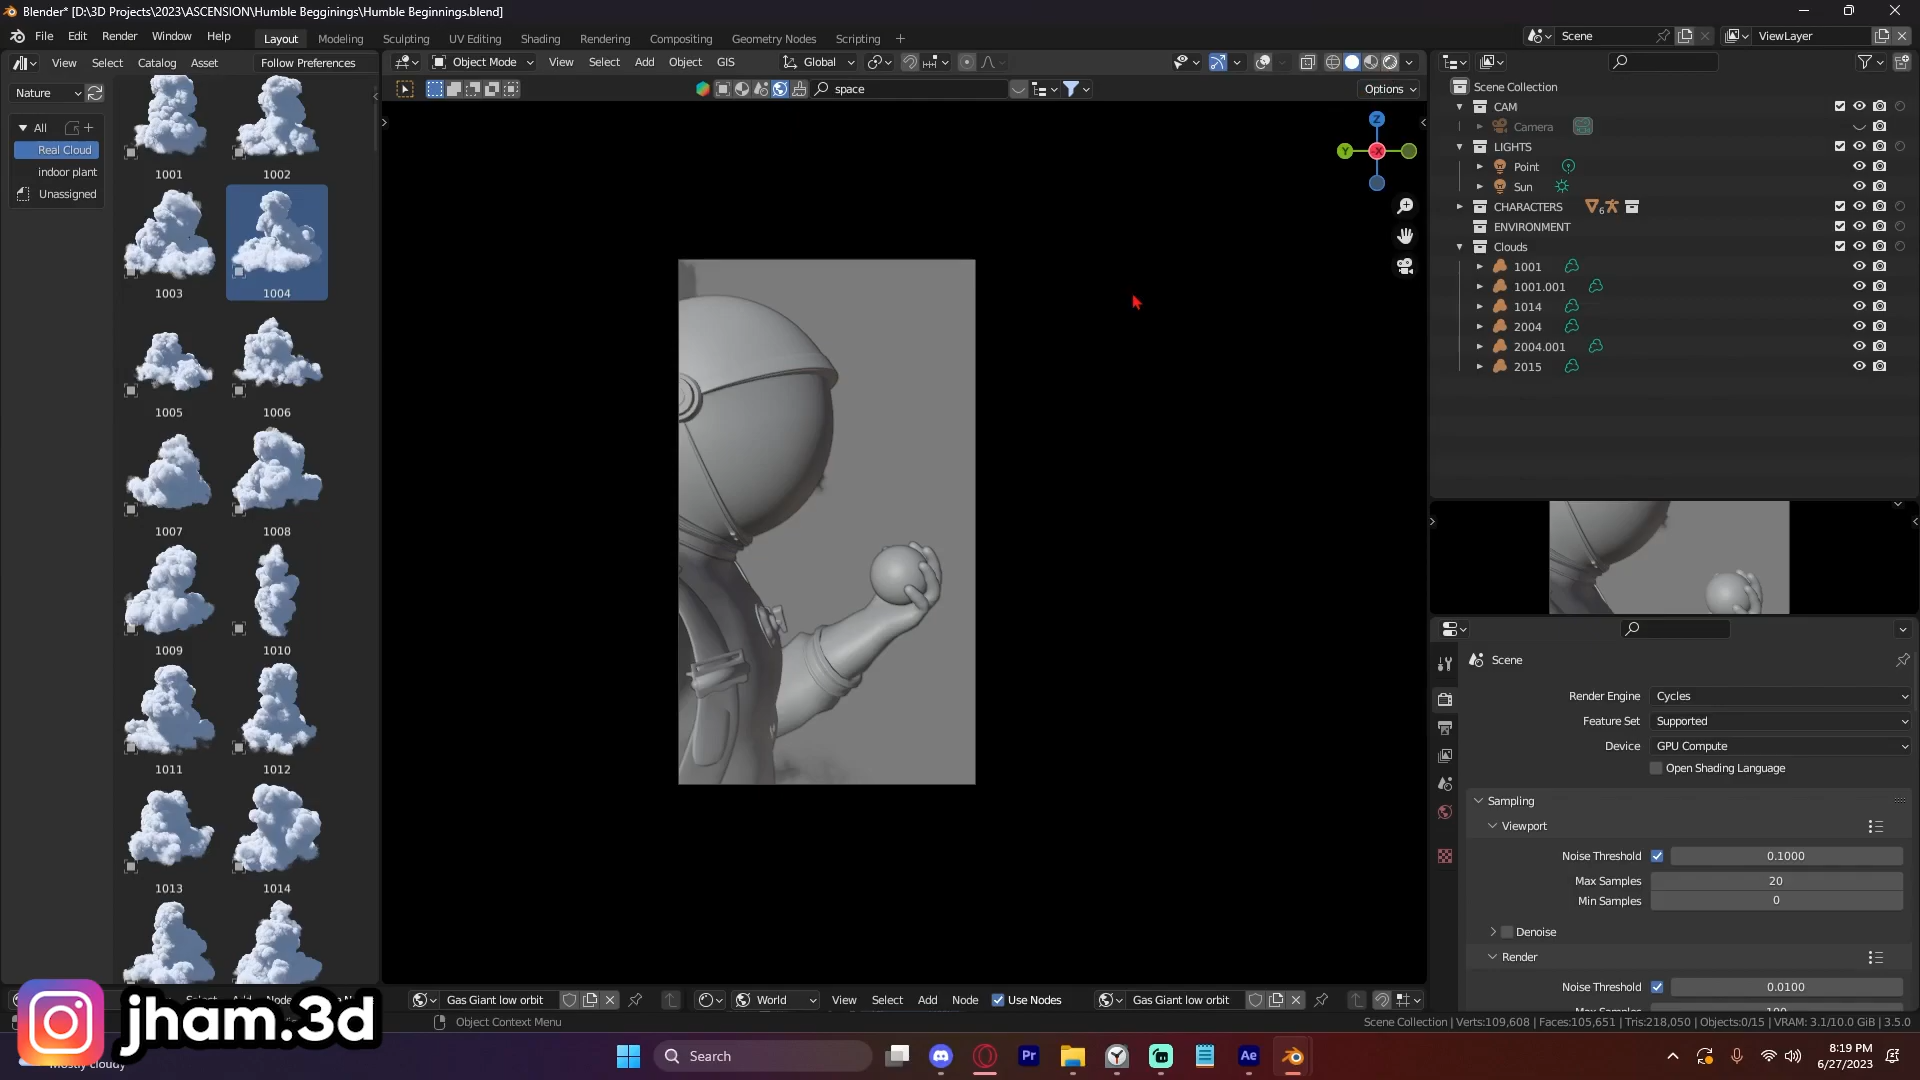 Blender* [D:\3D Projects\2023\ASCENSION\Humble Begginings\Humble Beginnings.blend]
File Edit Render Window Help Layout Modeling Sculpting UV Editing Shading Rendering Compositing Geometry Nodes Scripting + Scene ViewLayer
View Select Catalog Asset Follow Preferences Object Mode View Select Add Object GIS Global
Nature space Options
All
Real Cloud
indoor plant
Unassigned
1001 1002
1003 1004
1005 1006
1007 1008
1009 1010
1011 1012
1013 1014
Z
Y X
Scene Collection
CAM
Camera
LIGHTS
Point
Sun
CHARACTERS 6
ENVIRONMENT
Clouds
1001
1001.001
1014
2004
2004.001
2015
Scene
Render Engine Cycles
Feature Set Supported
Device GPU Compute
Open Shading Language
Sampling
Viewport
Noise Threshold 0.1000
Max Samples 20
Min Samples 0
Denoise
Render
Noise Threshold 0.0100
Gas Giant low orbit World View Select Add Node Use Nodes Gas Giant low orbit
Object Context Menu Scene Collection | Verts:109,608 | Faces:105,651 | Tris:218,050 | Objects:0/15 | VRAM: 3.1/10.0 GiB | 3.5.0
jham.3d
Mostly cloudy
Search Pr Ae
8:19 PM
6/27/2023